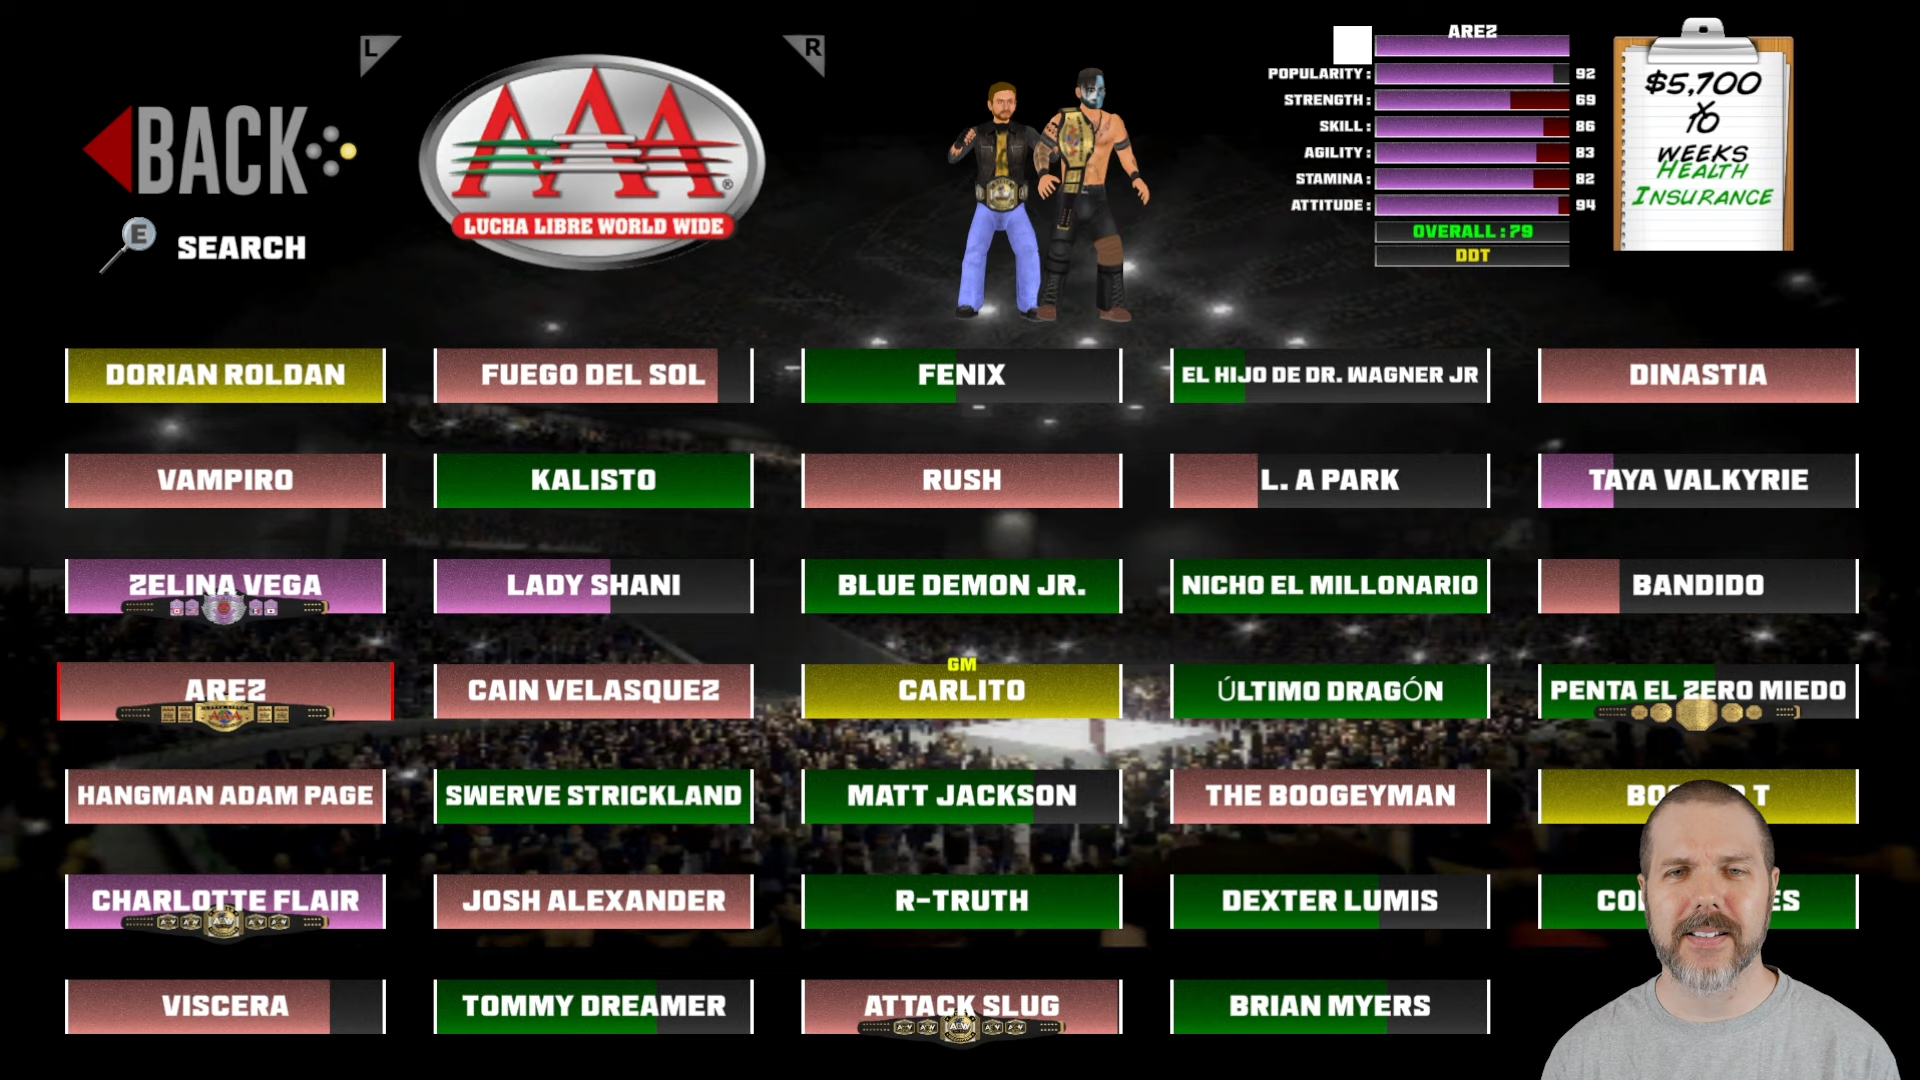 L
R
BACK
E
SEARCH
AAA
®
LUCHA LIBRE WORLD WIDE
AREZ
POPULARITY: 92
STRENGTH: 69
SKILL: 86
AGILITY: 83
STAMINA: 82
ATTITUDE: 94
OVERALL: 79
DDT
$5,700
X
10
WEEKS
HEALTH
INSURANCE
DORIAN ROLDAN
FUEGO DEL SOL
FENIX
EL HIJO DE DR. WAGNER JR
DINASTIA
VAMPIRO
KALISTO
RUSH
L. A PARK
TAYA VALKYRIE
ZELINA VEGA
LADY SHANI
BLUE DEMON JR.
NICHO EL MILLONARIO
BANDIDO
AREZ
CAIN VELASQUEZ
GM
CARLITO
ÚLTIMO DRAGÓN
PENTA EL ZERO MIEDO
HANGMAN ADAM PAGE
SWERVE STRICKLAND
MATT JACKSON
THE BOOGEYMAN
T
CHARLOTTE FLAIR
JOSH ALEXANDER
R-TRUTH
DEXTER LUMIS
VISCERA
TOMMY DREAMER
ATTACK SLUG
BRIAN MYERS